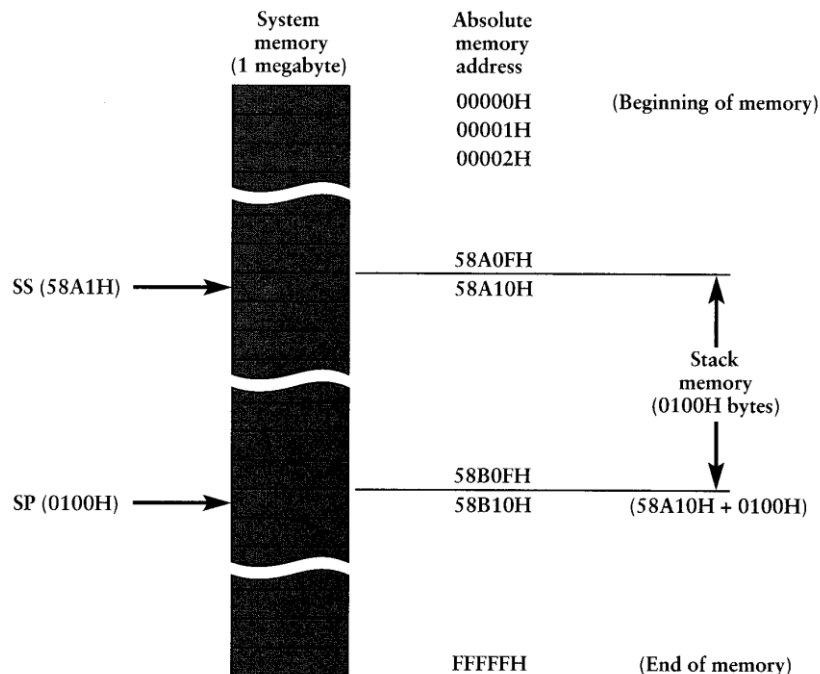 System
memory
(1 megabyte)
Absolute
memory
address
00000H (Beginning of memory)
00001H
00002H
58A0FH
SS (58A1H)
58A10H
Stack
memory
(0100H bytes)
58B0FH
SP (0100H)
58B10H (58A10H + 0100H)
FFFFFH (End of memory)